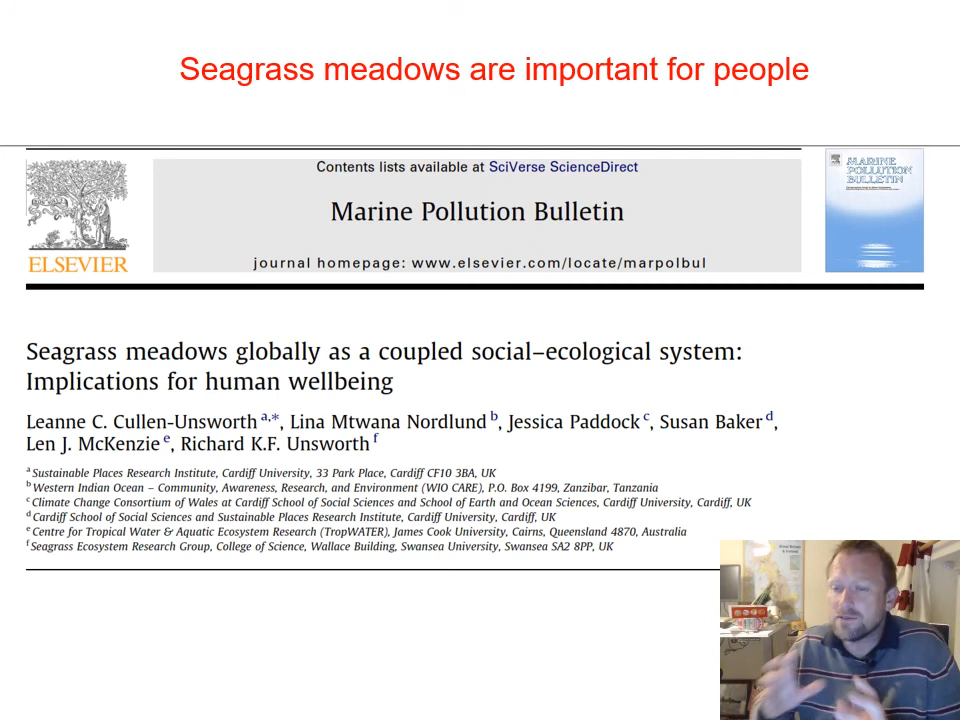 Seagrass meadows are important for people
Contents lists available at SciVerse ScienceDirect
Marine Pollution Bulletin
journal homepage: www.elsevier.com/locate/marpolbul
ELSEVIER
MARINE
POLLUTION
BULLETIN
Seagrass meadows globally as a coupled social–ecological system:
Implications for human wellbeing
Leanne C. Cullen-Unsworth a,*, Lina Mtwana Nordlund b, Jessica Paddock c, Susan Baker d,
Len J. McKenzie e, Richard K.F. Unsworth f
a Sustainable Places Research Institute, Cardiff University, 33 Park Place, Cardiff CF10 3BA, UK
b Western Indian Ocean – Community, Awareness, Research, and Environment (WIO CARE), P.O. Box 4199, Zanzibar, Tanzania
c Climate Change Consortium of Wales at Cardiff School of Social Sciences and School of Earth and Ocean Sciences, Cardiff University, Cardiff, UK
d Cardiff School of Social Sciences and Sustainable Places Research Institute, Cardiff University, Cardiff, UK
e Centre for Tropical Water & Aquatic Ecosystem Research (TropWATER), James Cook University, Cairns, Queensland 4870, Australia
f Seagrass Ecosystem Research Group, College of Science, Wallace Building, Swansea University, Swansea SA2 8PP, UK